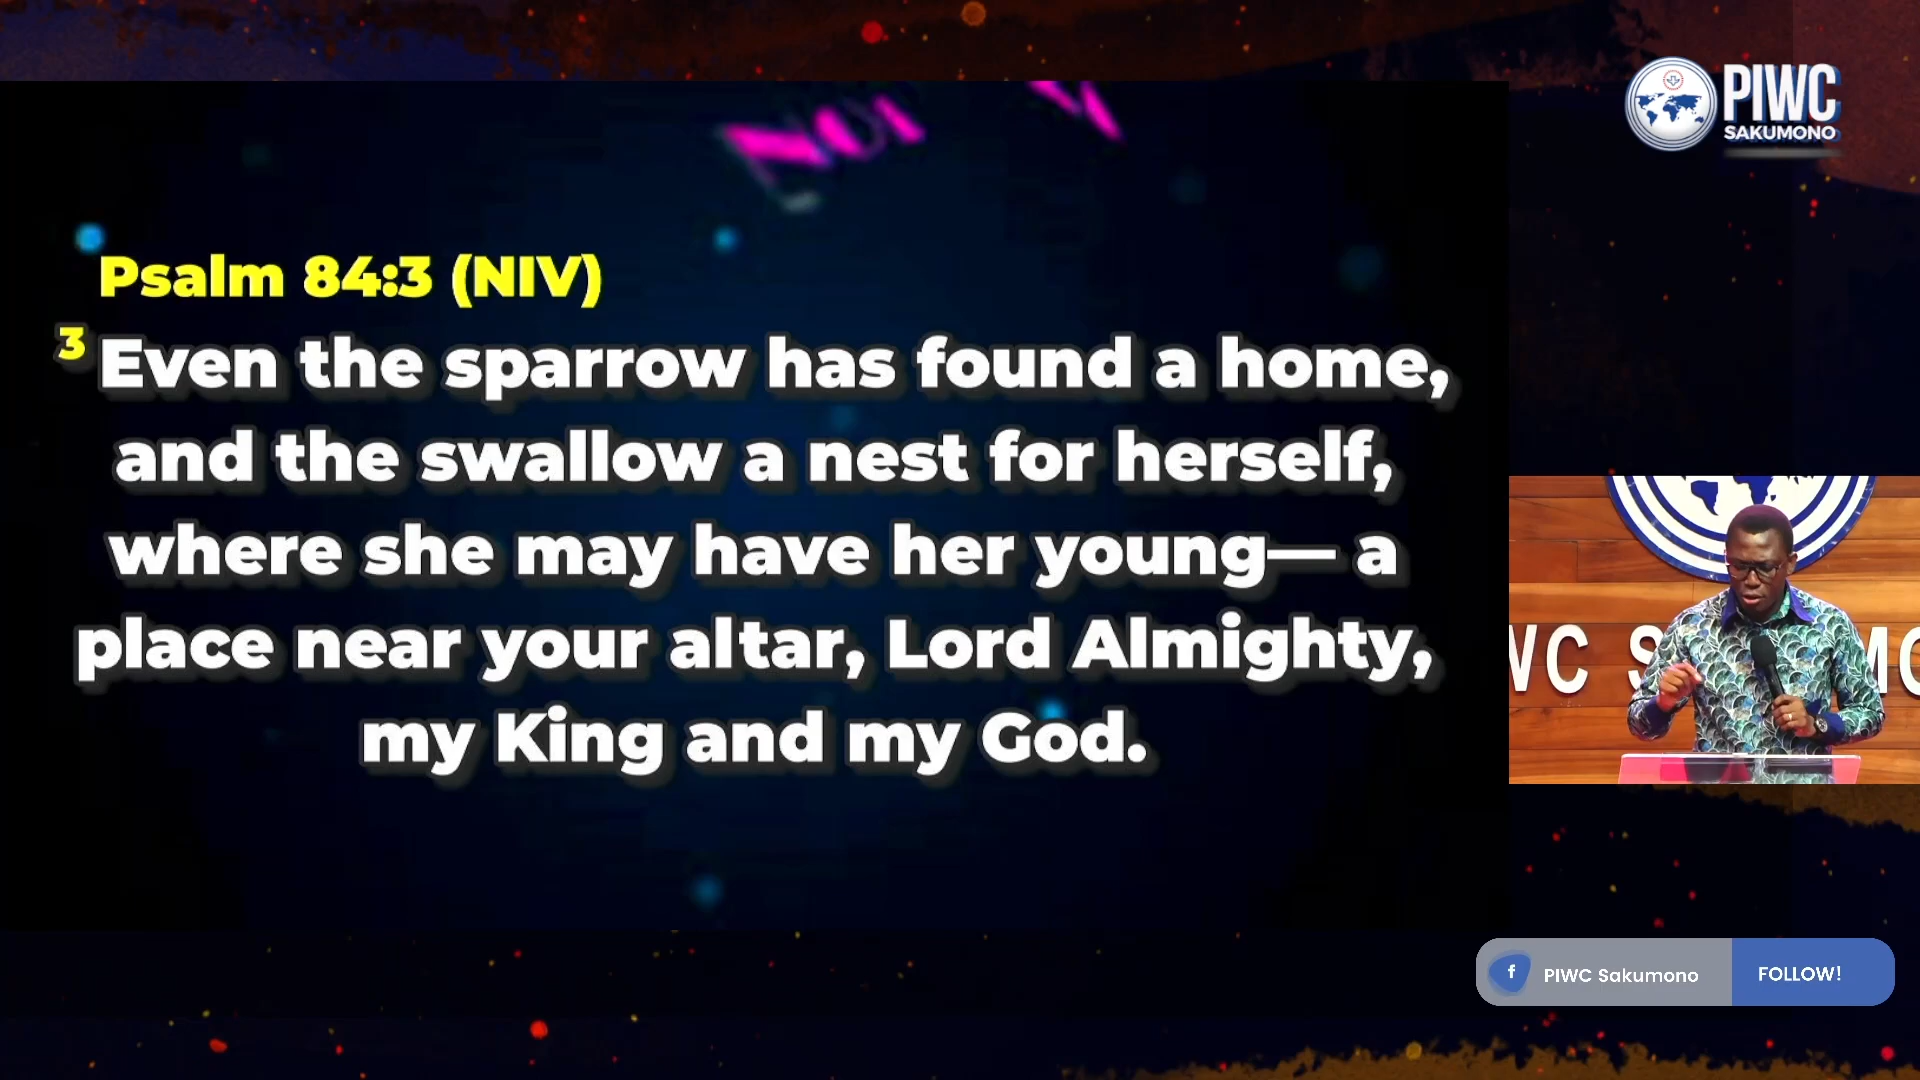 PIWC
SAKUMONO
Psalm 84:3 (NIV)
3 Even the sparrow has found a home,
and the swallow a nest for herself,
where she may have her young— a
place near your altar, Lord Almighty,
my King and my God.
PIWC Sakumono
FOLLOW!